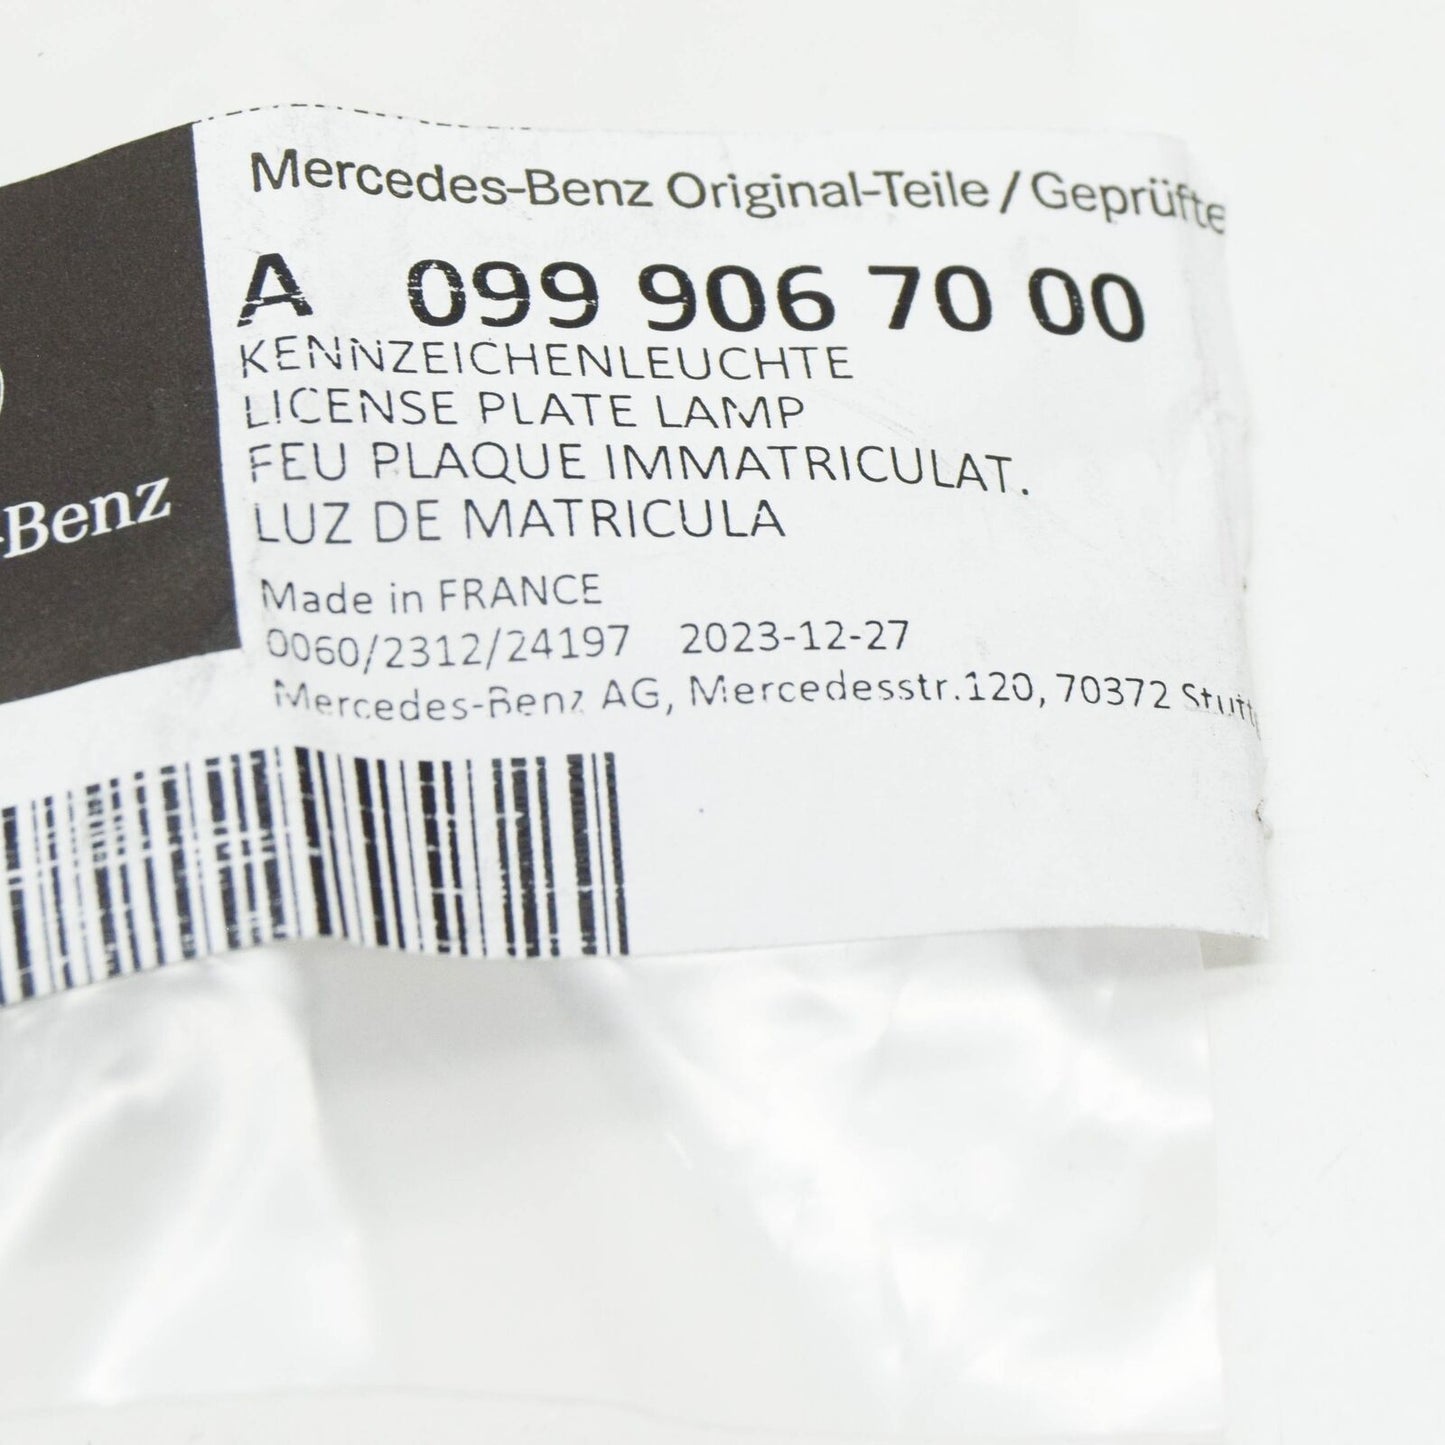 Mercedes-Benz Original-Teile / Geprüfte
A 099 906 70 00
KENNZEICHENLEUCHTE
LICENSE PLATE LAMP
FEU PLAQUE IMMATRICULAT.
LUZ DE MATRICULA
Made in FRANCE
0060/2312/24197 2023-12-27
Mercedes-Benz AG, Mercedesstr.120, 70372 Stuttg
-Benz